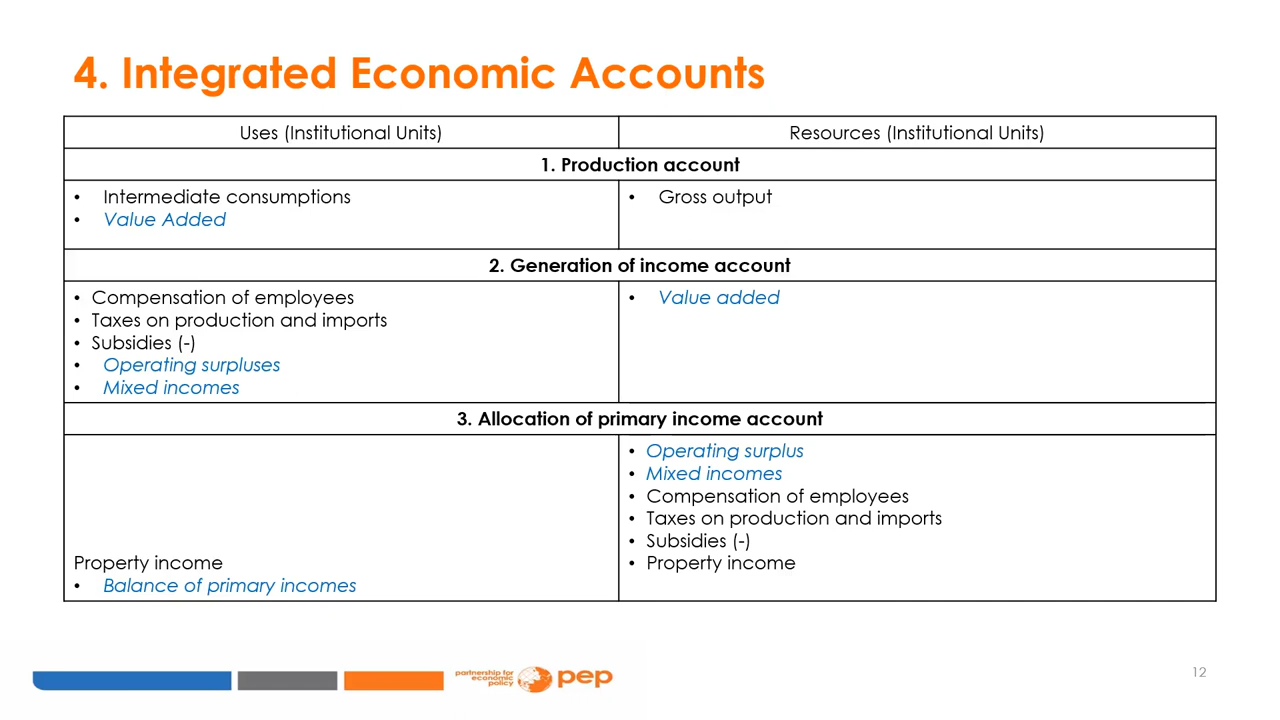 4. Integrated Economic Accounts
Uses (Institutional Units)
Resources (Institutional Units)
1. Production account
• Intermediate consumptions
• Value Added
• Gross output
2. Generation of income account
• Compensation of employees
• Taxes on production and imports
• Subsidies (-)
• Operating surpluses
• Mixed incomes
• Value added
3. Allocation of primary income account
Property income
• Balance of primary incomes
• Operating surplus
• Mixed incomes
• Compensation of employees
• Taxes on production and imports
• Subsidies (-)
• Property income
partnership for
economic
policy
pep
12